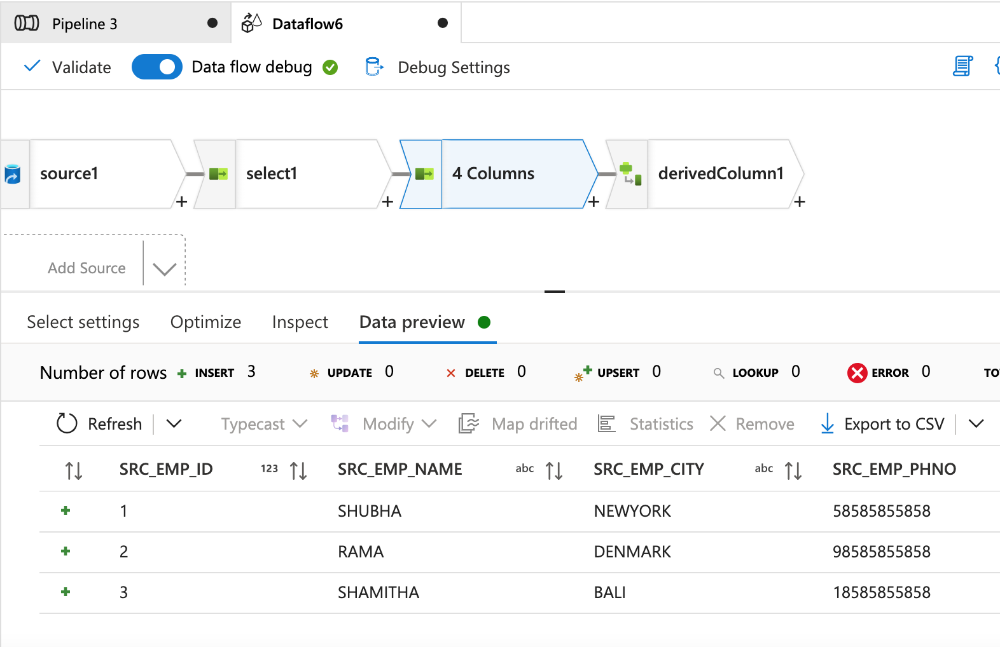 Pipeline 3 Dataflow6
Validate Data flow debug Debug Settings
source1 select1 4 Columns derivedColumn1
+ + + +
Add Source
Select settings Optimize Inspect Data preview
Number of rows INSERT 3 UPDATE 0 DELETE 0 UPSERT 0 LOOKUP 0 ERROR 0
Refresh Typecast Modify Map drifted Statistics Remove Export to CSV
SRC_EMP_ID 123 SRC_EMP_NAME abc SRC_EMP_CITY abc SRC_EMP_PHNO
1 SHUBHA NEWYORK 58585855858
2 RAMA DENMARK 98585855858
3 SHAMITHA BALI 18585855858